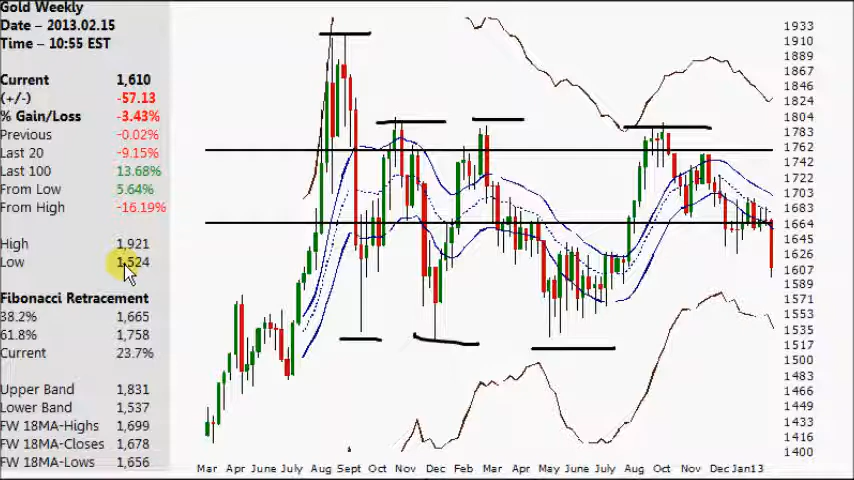 Gold Weekly
Date – 2013.02.15
Time – 10:55 EST
Current 1,610
(+/-) -57.13
% Gain/Loss -3.43%
Previous -0.02%
Last 20 -9.15%
Last 100 13.68%
From Low 5.64%
From High -16.19%
High 1,921
Low 1,524
Fibonacci Retracement
38.2% 1,665
61.8% 1,758
Current 23.7%
Upper Band 1,831
Lower Band 1,537
FW 18MA-Highs 1,699
FW 18MA-Closes 1,678
FW 18MA-Lows 1,656
1933
1910
1889
1867
1846
1824
1804
1783
1762
1742
1722
1703
1683
1664
1645
1626
1607
1589
1571
1553
1535
1517
1500
1483
1466
1449
1433
1416
1400
Mar Apr June July Aug Sept Oct Nov Dec Feb Mar Apr May June July Aug Oct Nov Dec Jan13